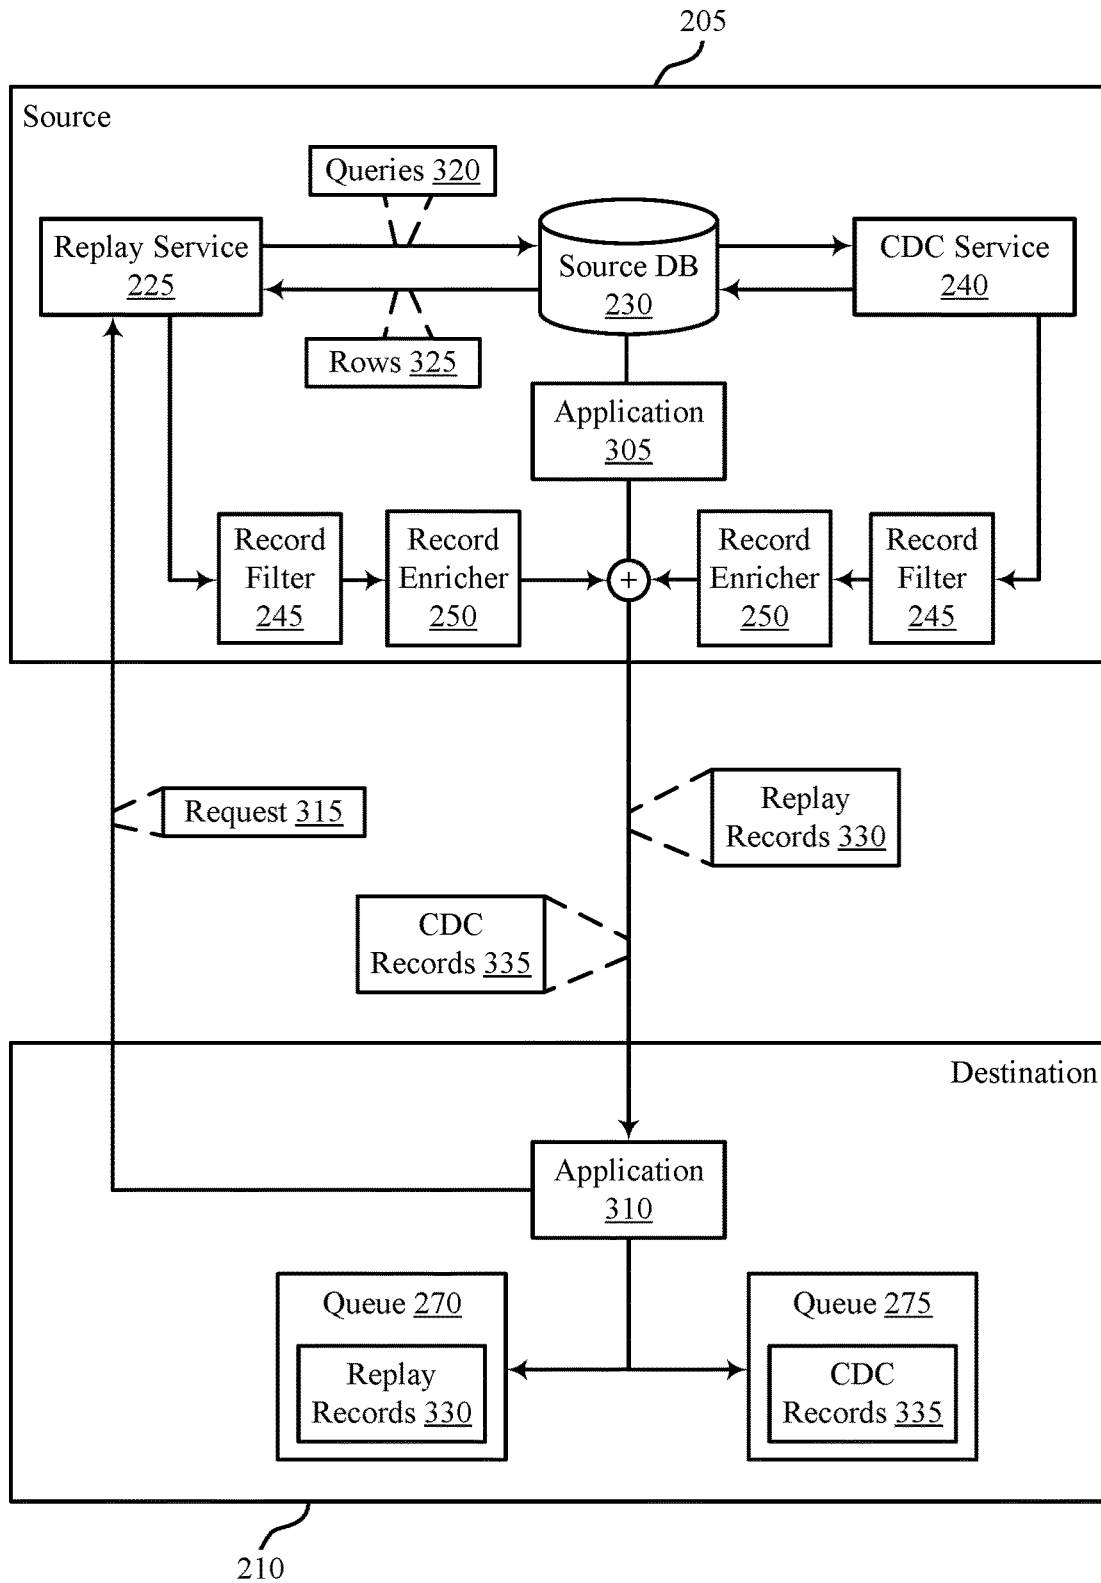 205
Source
Queries 320
Replay Service
225
Source DB
230
CDC Service
240
Rows 325
Application
305
Record
Filter
245
Record
Enricher
250
+
Record
Enricher
250
Record
Filter
245
Request 315
Replay
Records 330
CDC
Records 335
Destination
Application
310
Queue 270
Replay
Records 330
Queue 275
CDC
Records 335
210